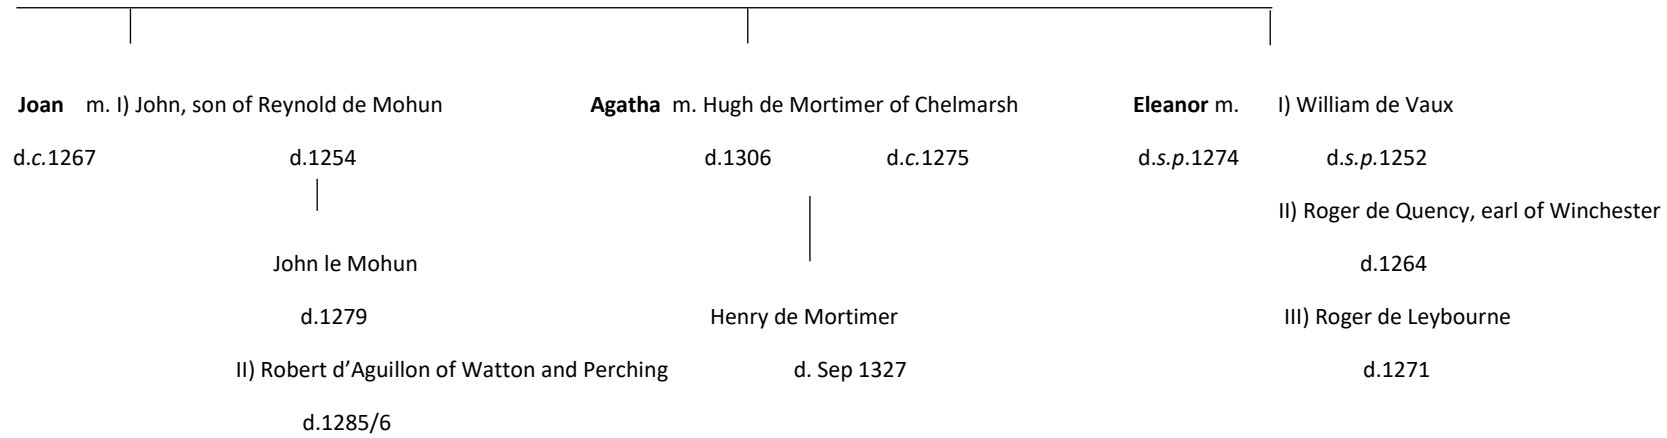 Joan m. I) John, son of Reynold de Mohun Agatha m. Hugh de Mortimer of Chelmarsh Eleanor m. I) William de Vaux
d.c.1267 d.1254 d.1306 d.c.1275 d.s.p.1274 d.s.p.1252
II) Roger de Quency, earl of Winchester
John le Mohun d.1264
d.1279 Henry de Mortimer III) Roger de Leybourne
II) Robert d’Aguillon of Watton and Perching d. Sep 1327 d.1271
d.1285/6